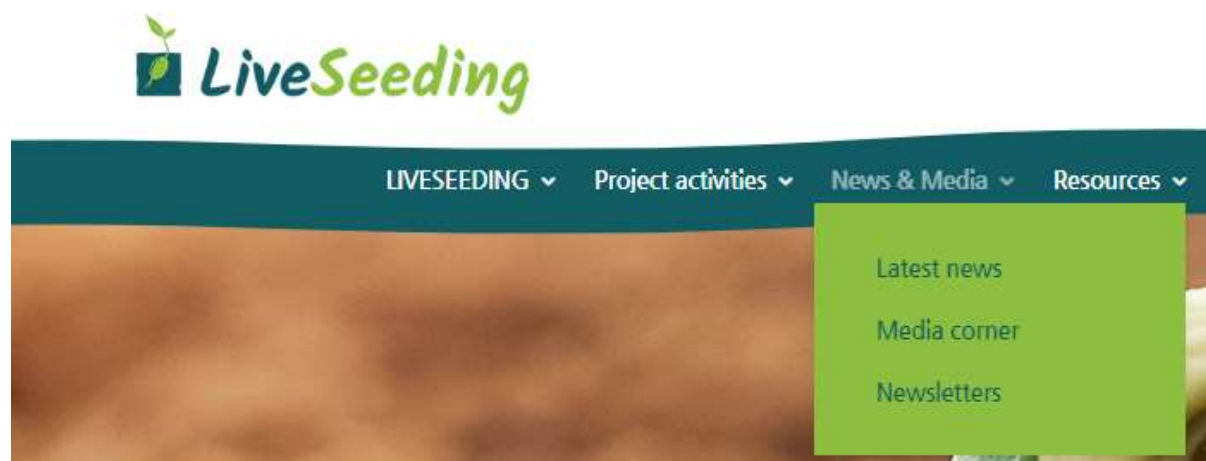 LiveSeeding
LIVESEEDING Project activities News & Media Resources
Latest news
Media corner
Newsletters